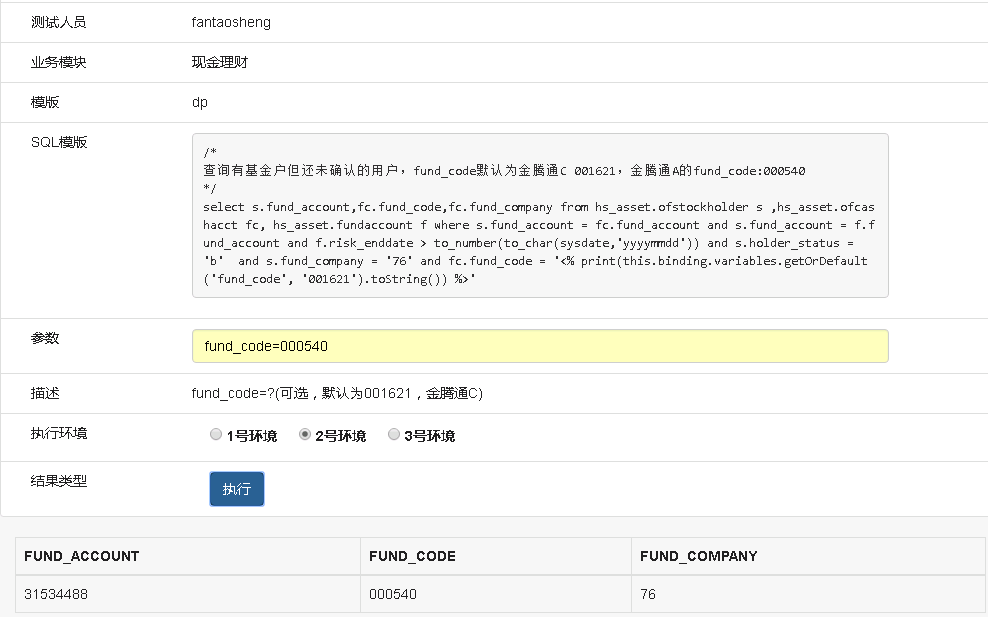 测试人员 fantaosheng
业务模块 现金理财
模版 dp
SQL模版
/*
查询有基金户但还未确认的用户，fund_code默认为金腾通C 001621，金腾通A的fund_code:000540
*/
select s.fund_account,fc.fund_code,fc.fund_company from hs_asset.ofstockholder s ,hs_asset.ofcas
hacct fc, hs_asset.fundaccount f where s.fund_account = fc.fund_account and s.fund_account = f.f
und_account and f.risk_enddate > to_number(to_char(sysdate,'yyyymmdd')) and s.holder_status =
'b' and s.fund_company = '76' and fc.fund_code = '<% print(this.binding.variables.getOrDefault
('fund_code', '001621').toString()) %>'
参数 fund_code=000540
描述 fund_code=?(可选，默认为001621，金腾通C)
执行环境 1号环境 2号环境 3号环境
结果类型 执行
FUND_ACCOUNT FUND_CODE FUND_COMPANY
31534488 000540 76